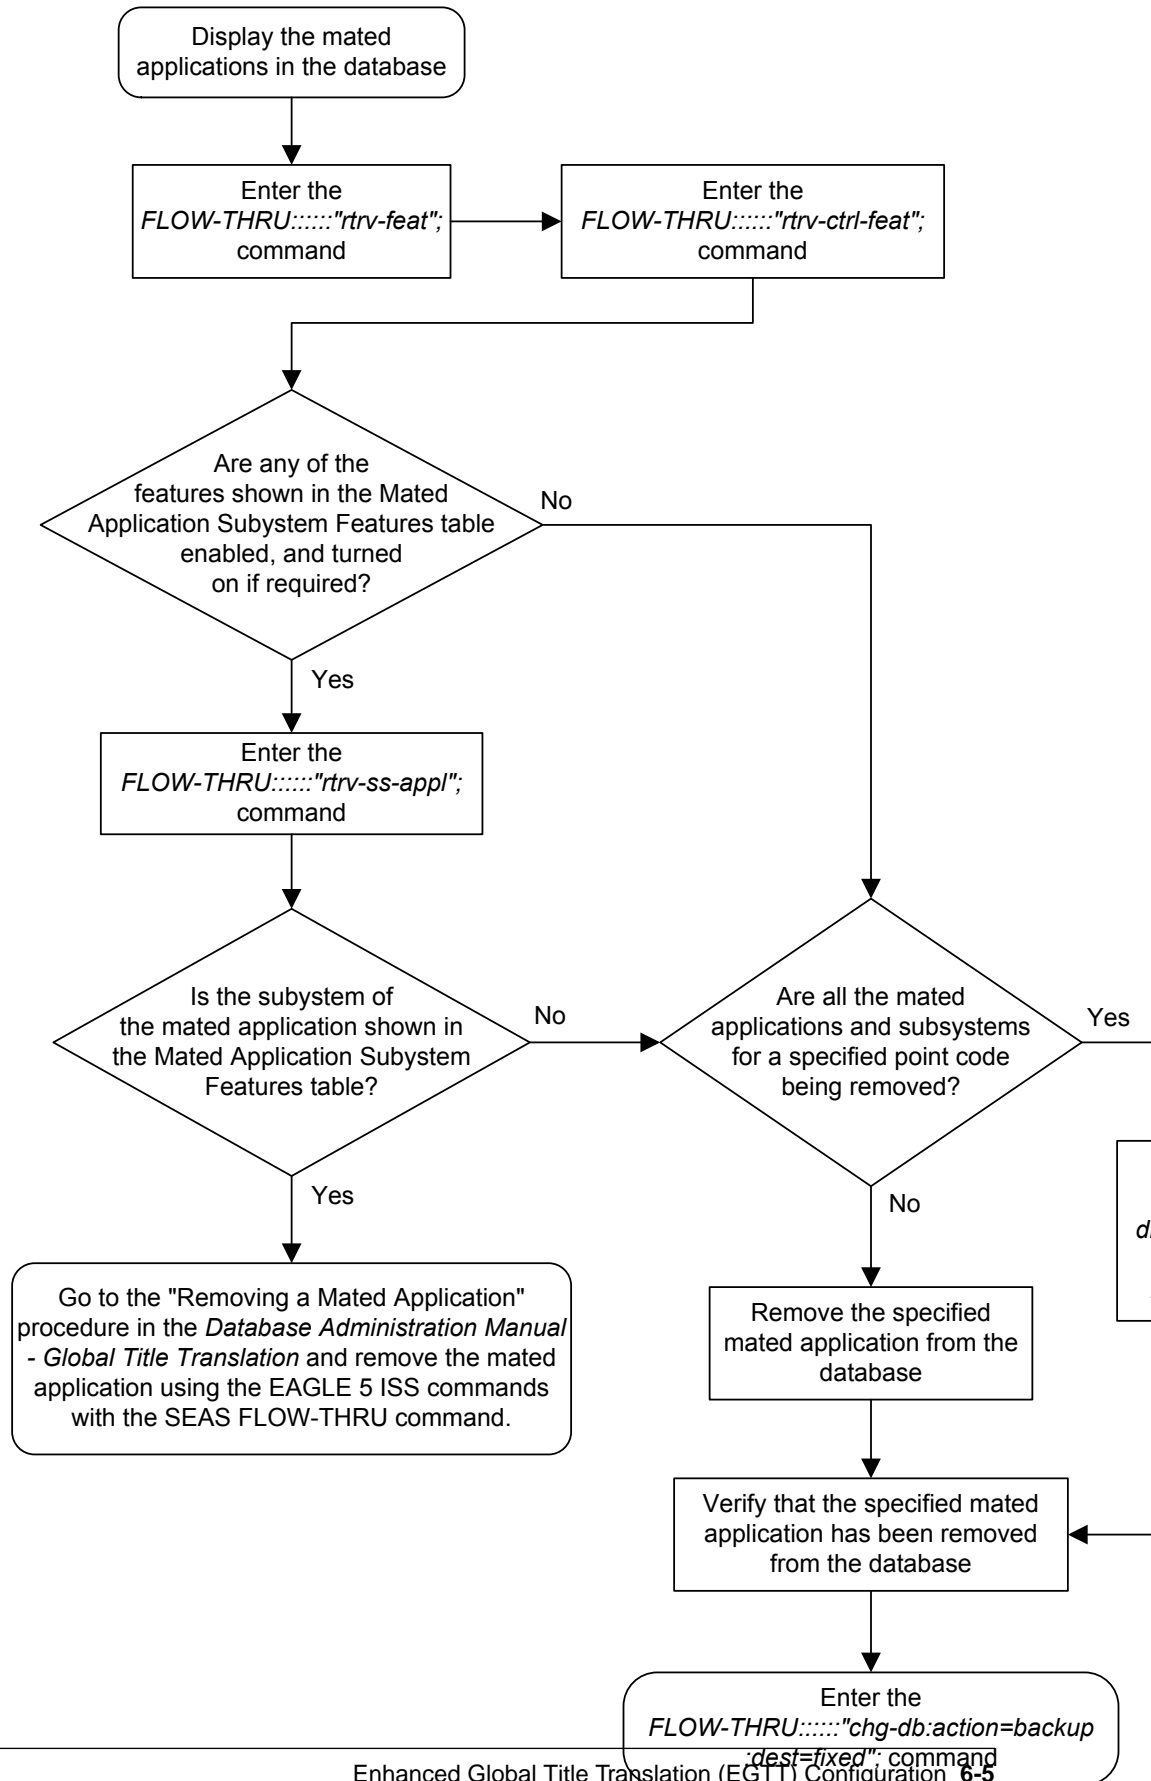 Display the mated
applications in the database
Enter the
FLOW-THRU::::::"rtrv-feat";
command
Enter the
FLOW-THRU::::::"rtrv-ctrl-feat";
command
Are any of the
features shown in the Mated
Application Subystem Features table
enabled, and turned
on if required?
No
Yes
Enter the
FLOW-THRU::::::"rtrv-ss-appl";
command
Is the subystem of
the mated application shown in
the Mated Application Subystem
Features table?
No
Are all the mated
applications and subsystems
for a specified point code
being removed?
Yes
Yes
No
Go to the "Removing a Mated Application"
procedure in the Database Administration Manual
- Global Title Translation and remove the mated
application using the EAGLE 5 ISS commands
with the SEAS FLOW-THRU command.
Remove the specified
mated application from the
database
Verify that the specified mated
application has been removed
from the database
Enter the
FLOW-THRU::::::"chg-db:action=backup
:dest=fixed"; command
Enhanced Global Title Translation (EGTT) Configuration 6-5